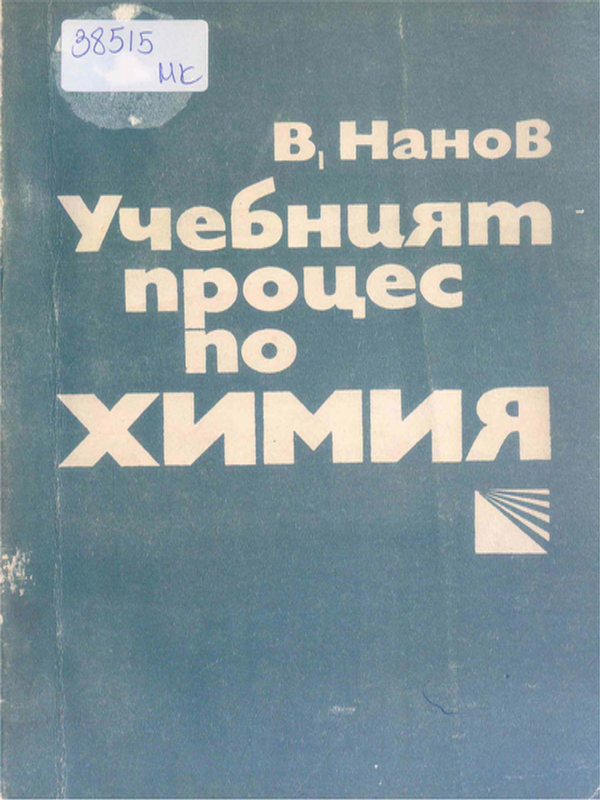 38515
МК
В. Нанов
Учебният
процес
по
ХИМИЯ